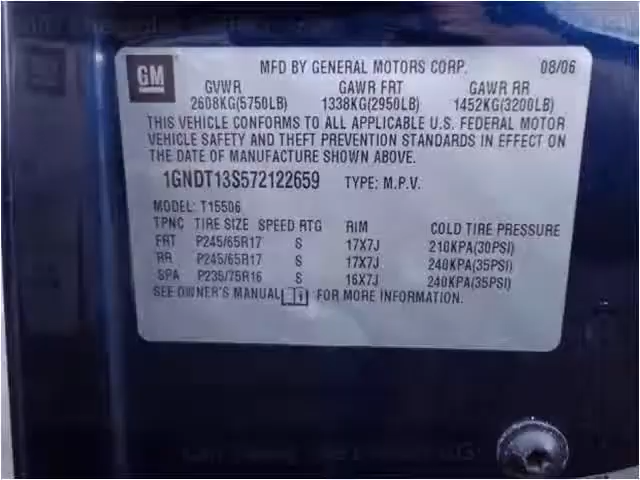 GM
MFD BY GENERAL MOTORS CORP. 08/06
GVWR GAWR FRT GAWR RR
2608KG(5750LB) 1338KG(2950LB) 1452KG(3200LB)
THIS VEHICLE CONFORMS TO ALL APPLICABLE U.S. FEDERAL MOTOR
VEHICLE SAFETY AND THEFT PREVENTION STANDARDS IN EFFECT ON
THE DATE OF MANUFACTURE SHOWN ABOVE.
1GNDT13S572122659 TYPE: M.P.V.
MODEL: T15506
TPNC TIRE SIZE SPEED RTG RIM COLD TIRE PRESSURE
FRT P245/65R17 S 17X7J 210KPA(30PSI)
RR P245/65R17 S 17X7J 240KPA(35PSI)
SPA P235/75R16 S 16X7J 240KPA(35PSI)
SEE OWNER'S MANUAL FOR MORE INFORMATION.